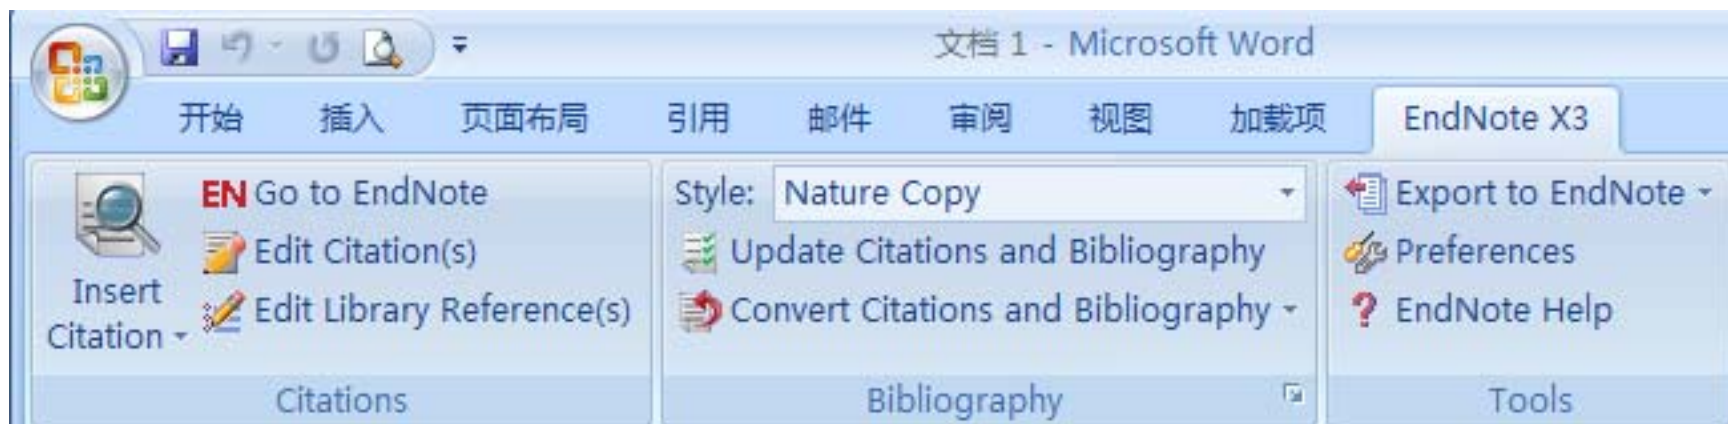 文档 1 - Microsoft Word
开始 插入 页面布局 引用 邮件 审阅 视图 加载项 EndNote X3
Insert Citation
EN Go to EndNote
Edit Citation(s)
Edit Library Reference(s)
Citations
Style: Nature Copy
Update Citations and Bibliography
Convert Citations and Bibliography
Bibliography
Export to EndNote
Preferences
? EndNote Help
Tools